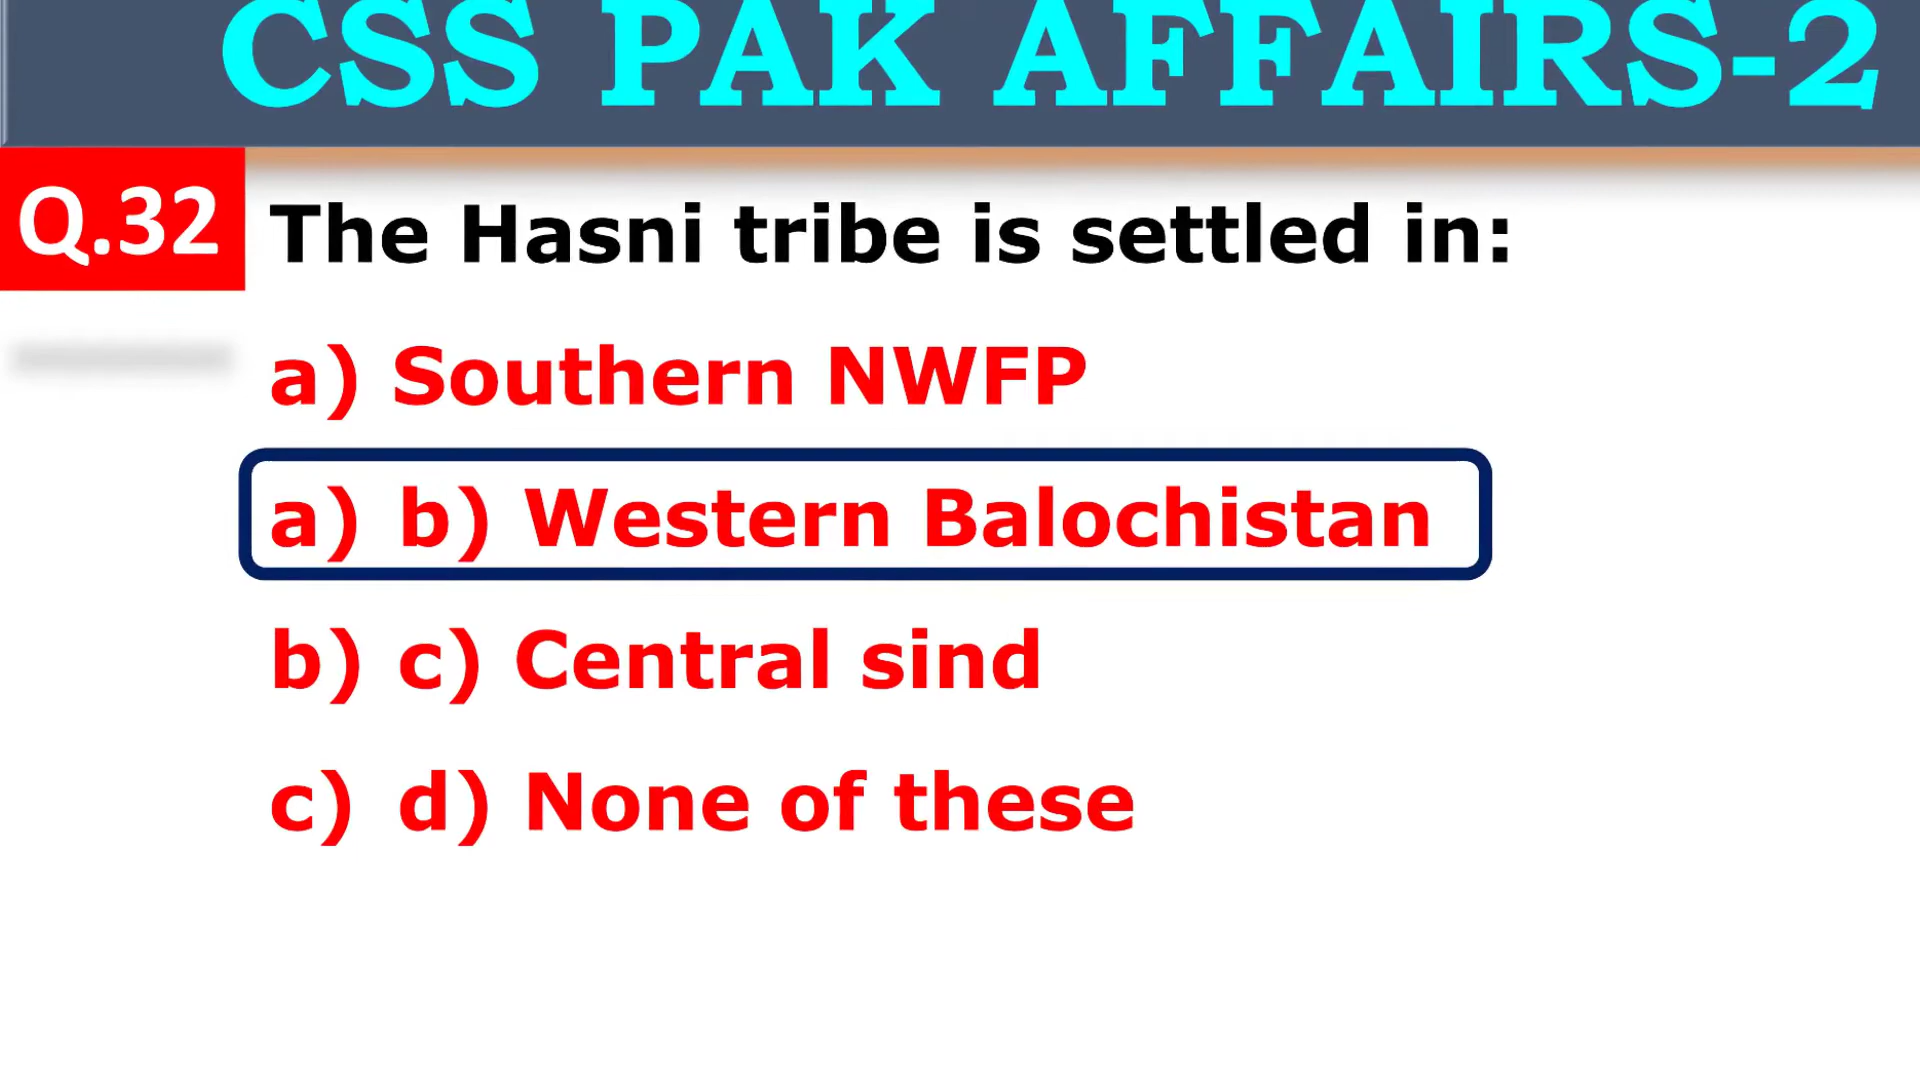 CSS PAK AFFAIRS-2
Q.32 The Hasni tribe is settled in:
a) Southern NWFP
a) b) Western Balochistan
b) c) Central sind
c) d) None of these